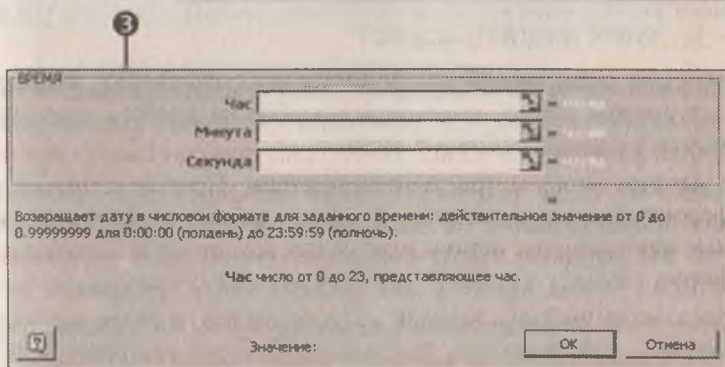 3
ВРЕМЯ
Час
=
Минута
=
Секунда
=
=
Возвращает дату в числовом формате для заданного времени: действительное значение от 0 до
0.99999999 для 0:00:00 (полдень) до 23:59:59 (полночь).
Час число от 0 до 23, представляющее час.
?
Значение:
OK
Отмена